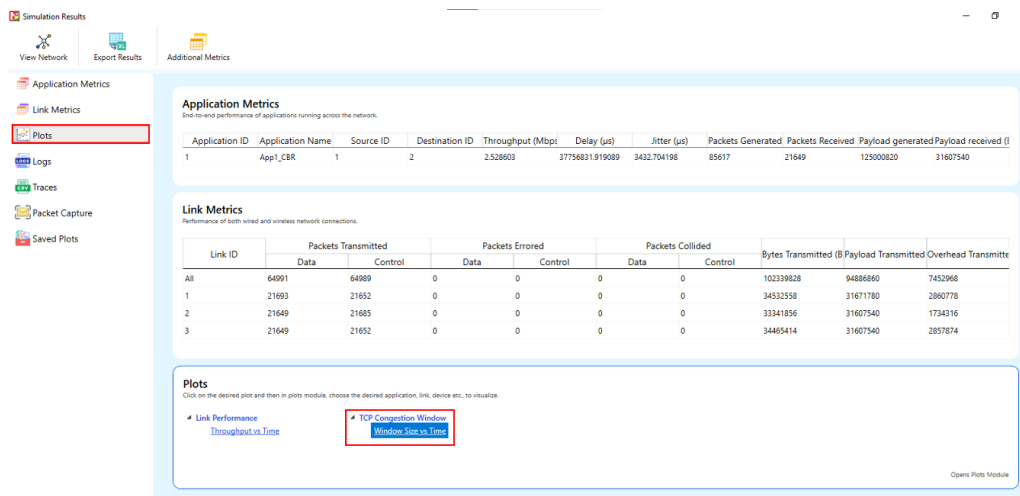 Simulation Results
View Network Export Results Additional Metrics
Application Metrics
Link Metrics
Plots
Logs
Traces
Packet Capture
Saved Plots
Application Metrics
End-to-end performance of applications running across the network.
Application ID Application Name Source ID Destination ID Throughput (Mbps Delay (µs) Jitter (µs) Packets Generated Packets Received Payload generated Payload received (
1 App1_CBR 1 2 2.528603 37756831.919089 3432.704198 85617 21649 125000820 31607540
Link Metrics
Performance of both wired and wireless network connections.
Link ID Packets Transmitted Packets Errored Packets Collided Bytes Transmitted (B Payload Transmitted Overhead Transmitte
Data Control Data Control Data Control
All 64991 64989 0 0 0 0 102339828 94886860 7452968
1 21693 21652 0 0 0 0 34532558 31671780 2860778
2 21649 21685 0 0 0 0 33341856 31607540 1734316
3 21649 21652 0 0 0 0 34465414 31607540 2857874
Plots
Click on the desired plot and then in plots module, choose the desired application, link, device etc., to visualize.
Link Performance TCP Congestion Window
Throughput vs Time Window Size vs Time
Opens Plots Module